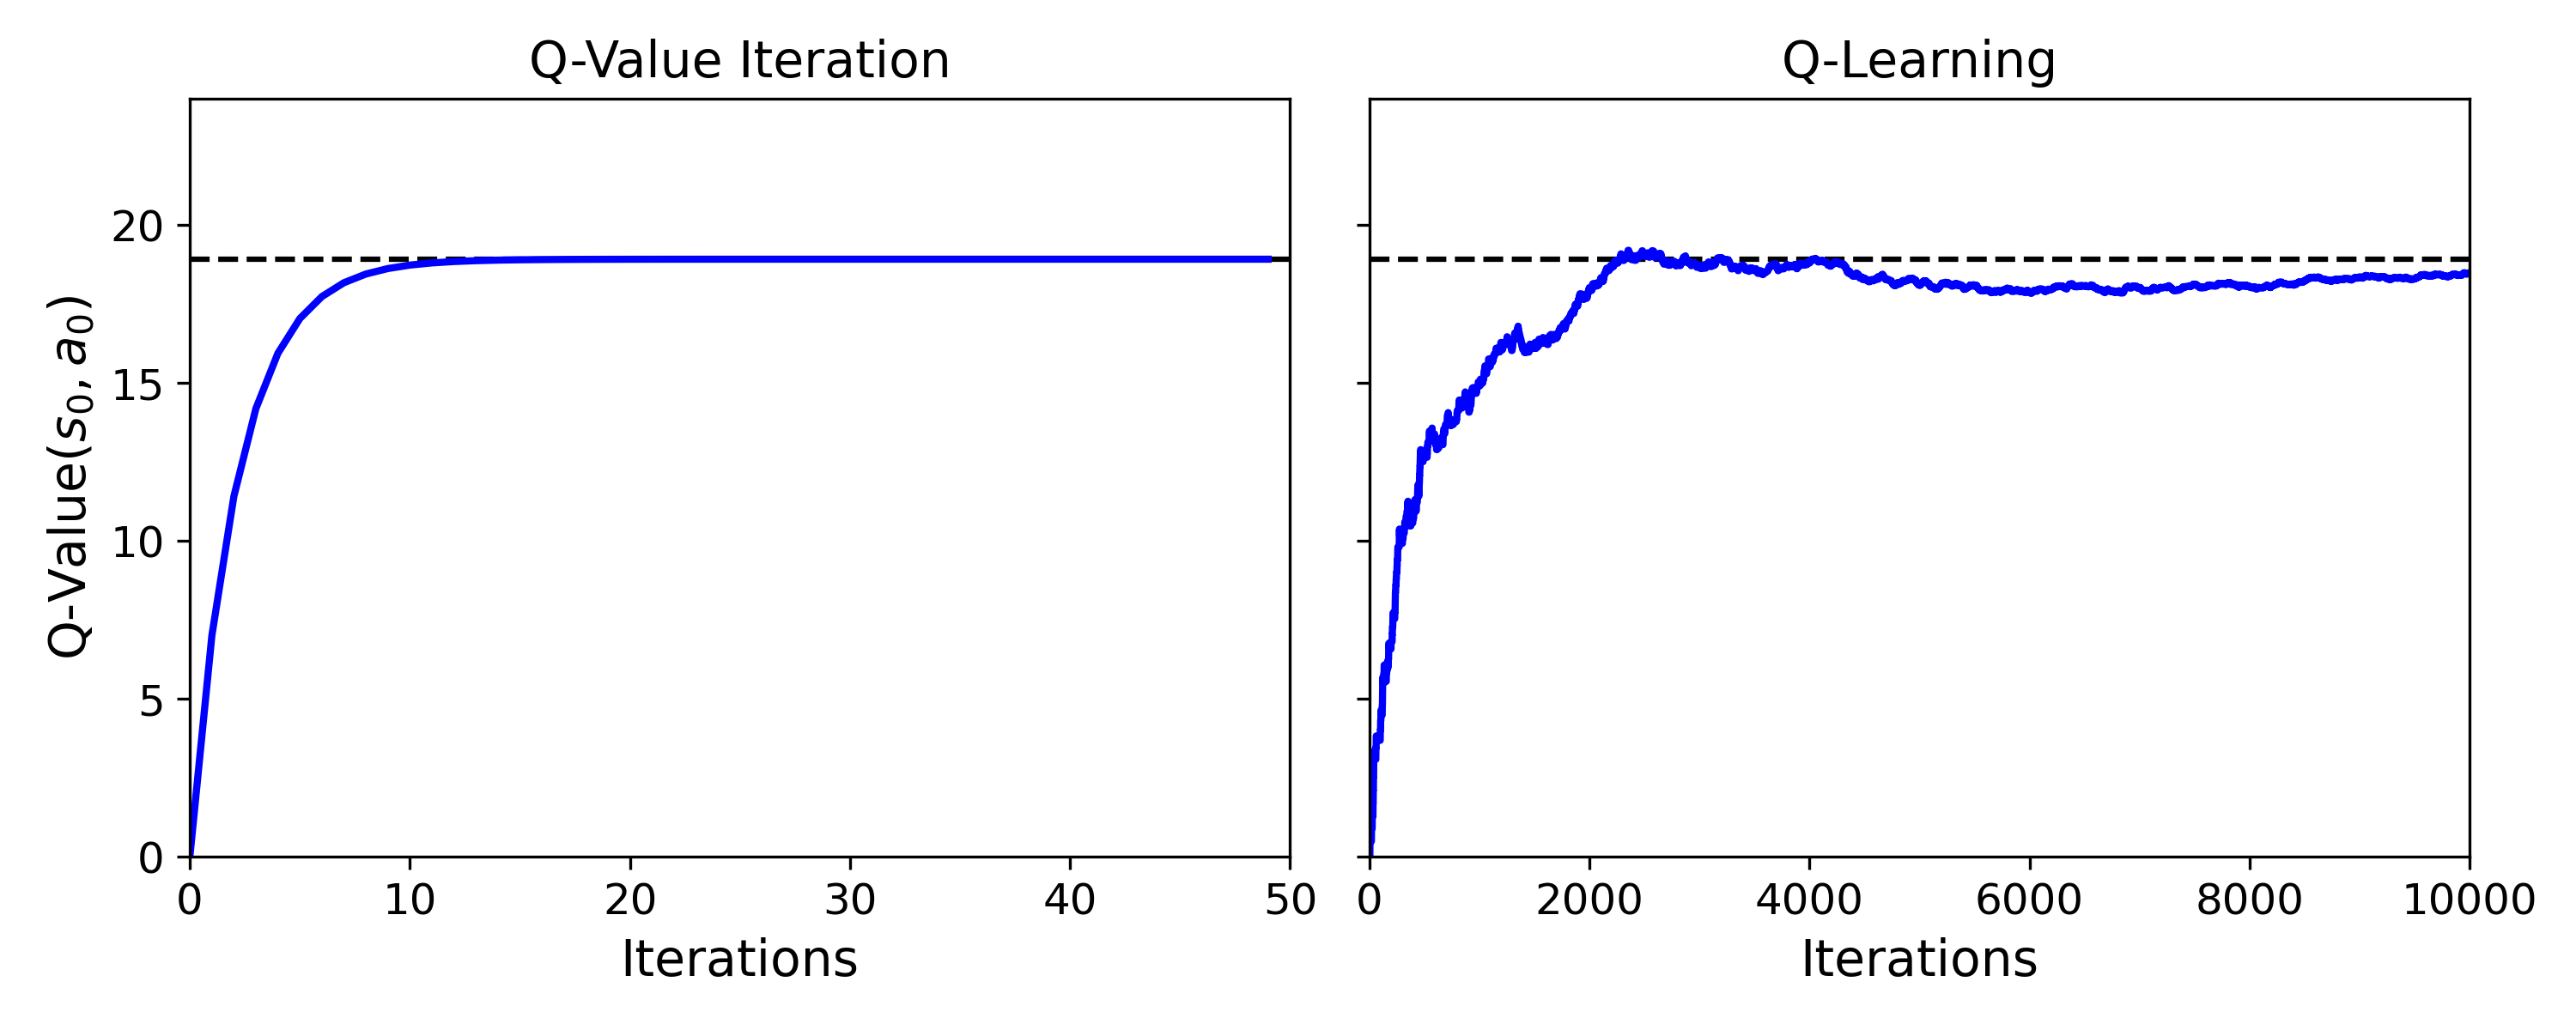 Q-Value Iteration
Q-Learning
Q-Value(s₀, a₀)
20
15
10
5
0
0 10 20 30 40 50
0 2000 4000 6000 8000 10000
Iterations
Iterations